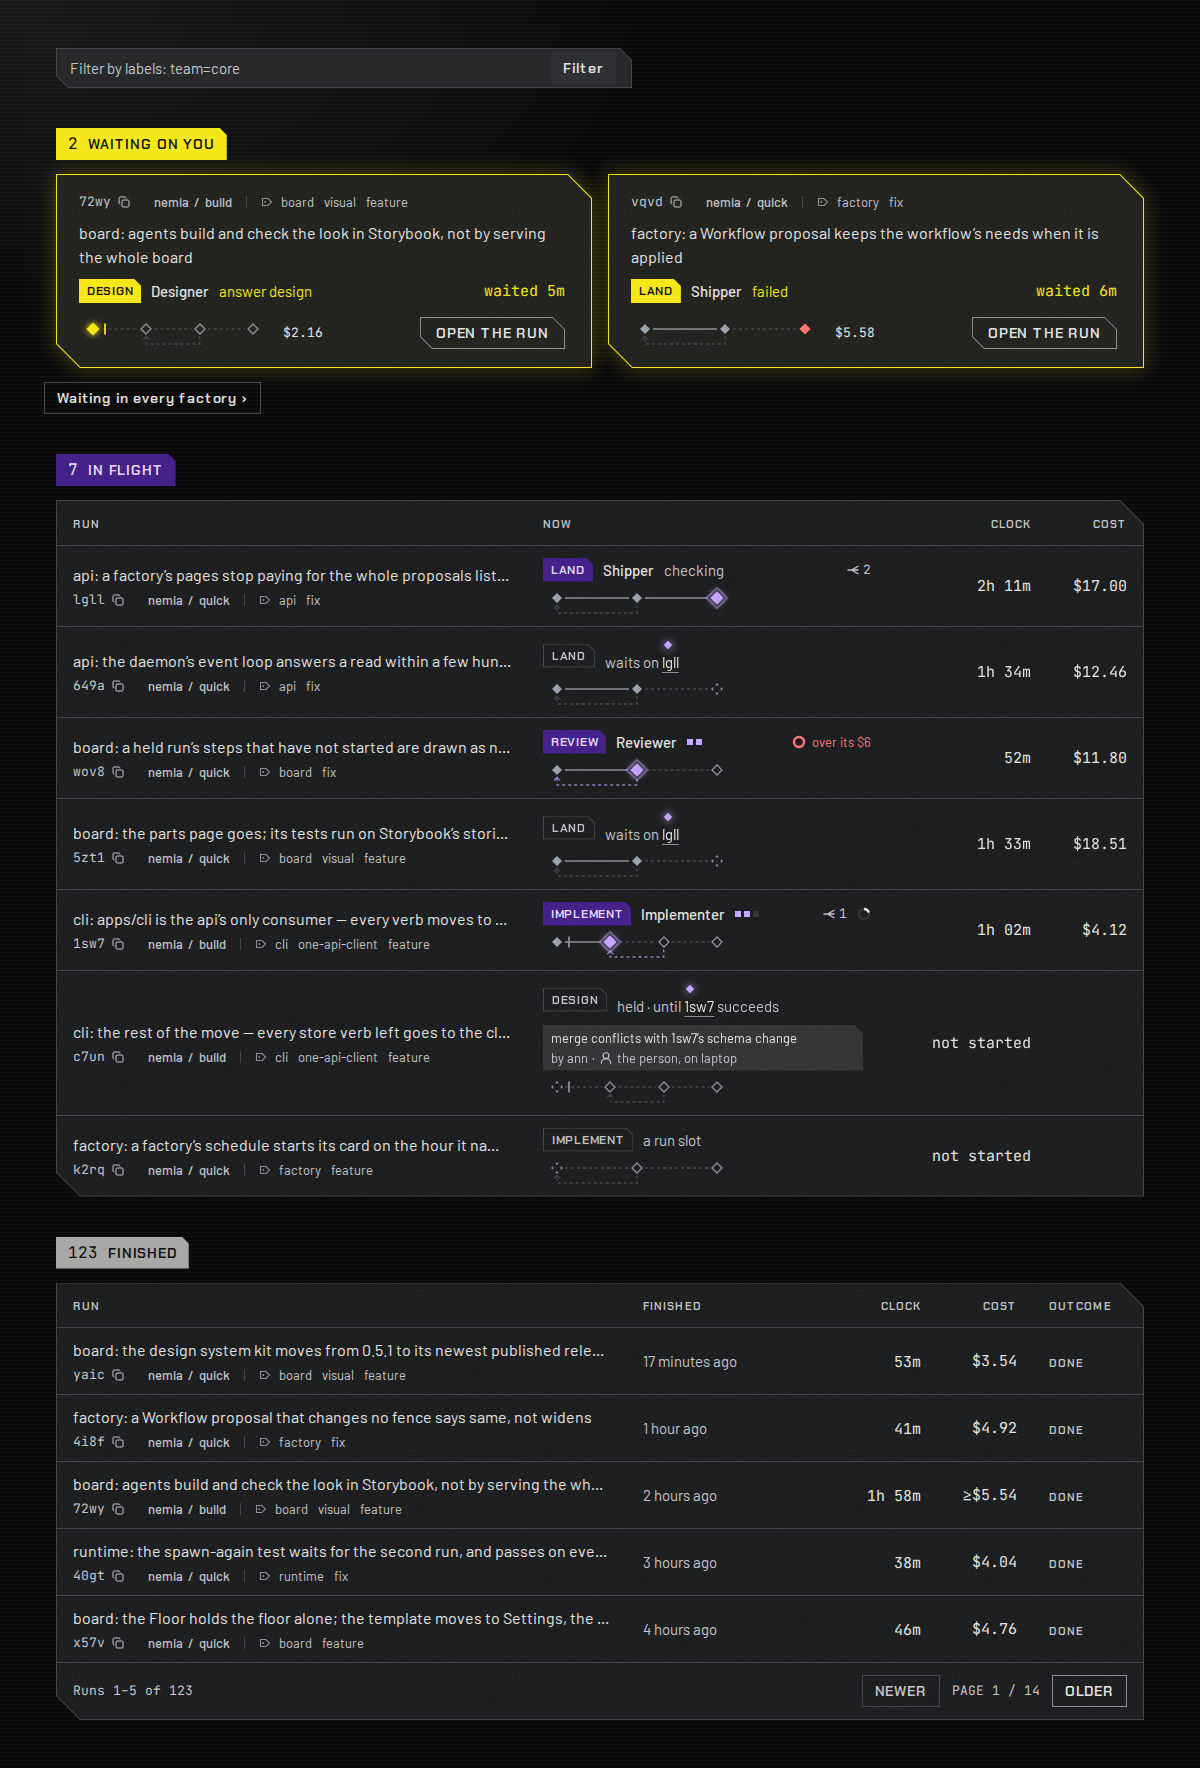 Filter by labels: team=core
Filter
2 WAITING ON YOU
72wy nemla / build board visual feature
board: agents build and check the look in Storybook, not by serving
the whole board
DESIGN Designer answer design waited 5m
$2.16 OPEN THE RUN
vqvd nemla / quick factory fix
factory: a Workflow proposal keeps the workflow's needs when it is
applied
LAND Shipper failed waited 6m
$5.58 OPEN THE RUN
Waiting in every factory ›
7 IN FLIGHT
RUN NOW CLOCK COST
api: a factory's pages stop paying for the whole proposals list...
lgll nemla / quick api fix
LAND Shipper checking 2
2h 11m $17.00
api: the daemon's event loop answers a read within a few hun...
649a nemla / quick api fix
LAND waits on lgll
1h 34m $12.46
board: a held run's steps that have not started are drawn as n...
wov8 nemla / quick board fix
REVIEW Reviewer over its $6
52m $11.80
board: the parts page goes; its tests run on Storybook's stori...
5zt1 nemla / quick board visual feature
LAND waits on lgll
1h 33m $18.51
cli: apps/cli is the api's only consumer — every verb moves to ...
1sw7 nemla / build cli one-api-client feature
IMPLEMENT Implementer 1
1h 02m $4.12
cli: the rest of the move — every store verb left goes to the cl...
c7un nemla / build cli one-api-client feature
DESIGN held · until 1sw7 succeeds
merge conflicts with 1sw7's schema change
by ann · the person, on laptop
not started
factory: a factory's schedule starts its card on the hour it na...
k2rq nemla / quick factory feature
IMPLEMENT a run slot
not started
123 FINISHED
RUN FINISHED CLOCK COST OUTCOME
board: the design system kit moves from 0.5.1 to its newest published rele...
yaic nemla / quick board visual feature
17 minutes ago 53m $3.54 DONE
factory: a Workflow proposal that changes no fence says same, not widens
4i8f nemla / quick factory fix
1 hour ago 41m $4.92 DONE
board: agents build and check the look in Storybook, not by serving the wh...
72wy nemla / build board visual feature
2 hours ago 1h 58m ≥$5.54 DONE
runtime: the spawn-again test waits for the second run, and passes on eve...
40gt nemla / quick runtime fix
3 hours ago 38m $4.04 DONE
board: the Floor holds the floor alone; the template moves to Settings, the ...
x57v nemla / quick board feature
4 hours ago 46m $4.76 DONE
Runs 1–5 of 123 NEWER PAGE 1 / 14 OLDER